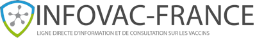 INFOVAC-FRANCE
LIGNE DIRECTE D'INFORMATION ET DE CONSULTATION SUR LES VACCINS